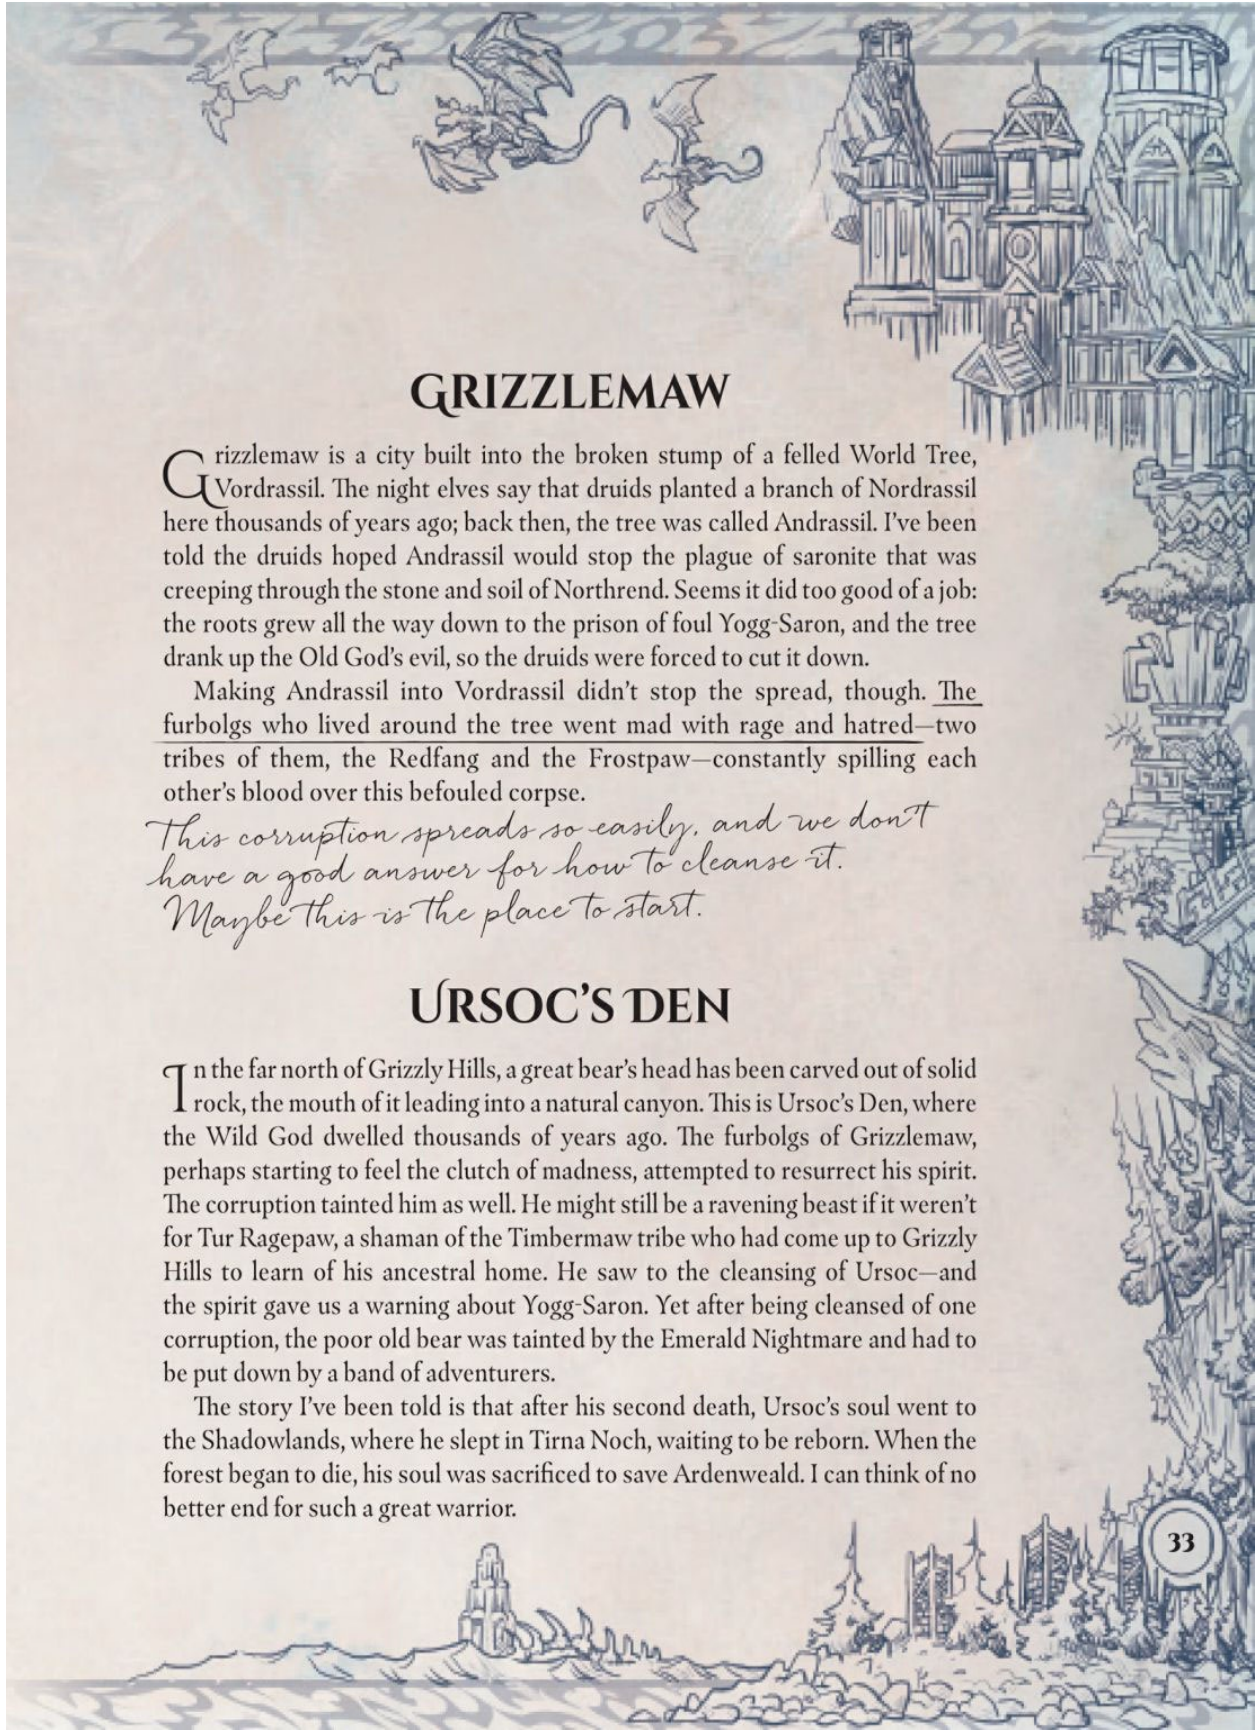 GRIZZLEMAW
Grizzlemaw is a city built into the broken stump of a felled World Tree,
Vordrassil. The night elves say that druids planted a branch of Nordrassil
here thousands of years ago; back then, the tree was called Andrassil. I’ve been
told the druids hoped Andrassil would stop the plague of saronite that was
creeping through the stone and soil of Northrend. Seems it did too good of a job:
the roots grew all the way down to the prison of foul Yogg-Saron, and the tree
drank up the Old God’s evil, so the druids were forced to cut it down.
Making Andrassil into Vordrassil didn’t stop the spread, though. The
furbolgs who lived around the tree went mad with rage and hatred—two
tribes of them, the Redfang and the Frostpaw—constantly spilling each
other’s blood over this befouled corpse.
This corruption spreads so easily, and we don’t
have a good answer for how to cleanse it.
Maybe this is the place to start.
URSOC’S DEN
In the far north of Grizzly Hills, a great bear’s head has been carved out of solid
rock, the mouth of it leading into a natural canyon. This is Ursoc’s Den, where
the Wild God dwelled thousands of years ago. The furbolgs of Grizzlemaw,
perhaps starting to feel the clutch of madness, attempted to resurrect his spirit.
The corruption tainted him as well. He might still be a ravening beast if it weren’t
for Tur Ragepaw, a shaman of the Timbermaw tribe who had come up to Grizzly
Hills to learn of his ancestral home. He saw to the cleansing of Ursoc—and
the spirit gave us a warning about Yogg-Saron. Yet after being cleansed of one
corruption, the poor old bear was tainted by the Emerald Nightmare and had to
be put down by a band of adventurers.
The story I’ve been told is that after his second death, Ursoc’s soul went to
the Shadowlands, where he slept in Tirna Noch, waiting to be reborn. When the
forest began to die, his soul was sacrificed to save Ardenweald. I can think of no
better end for such a great warrior.
33